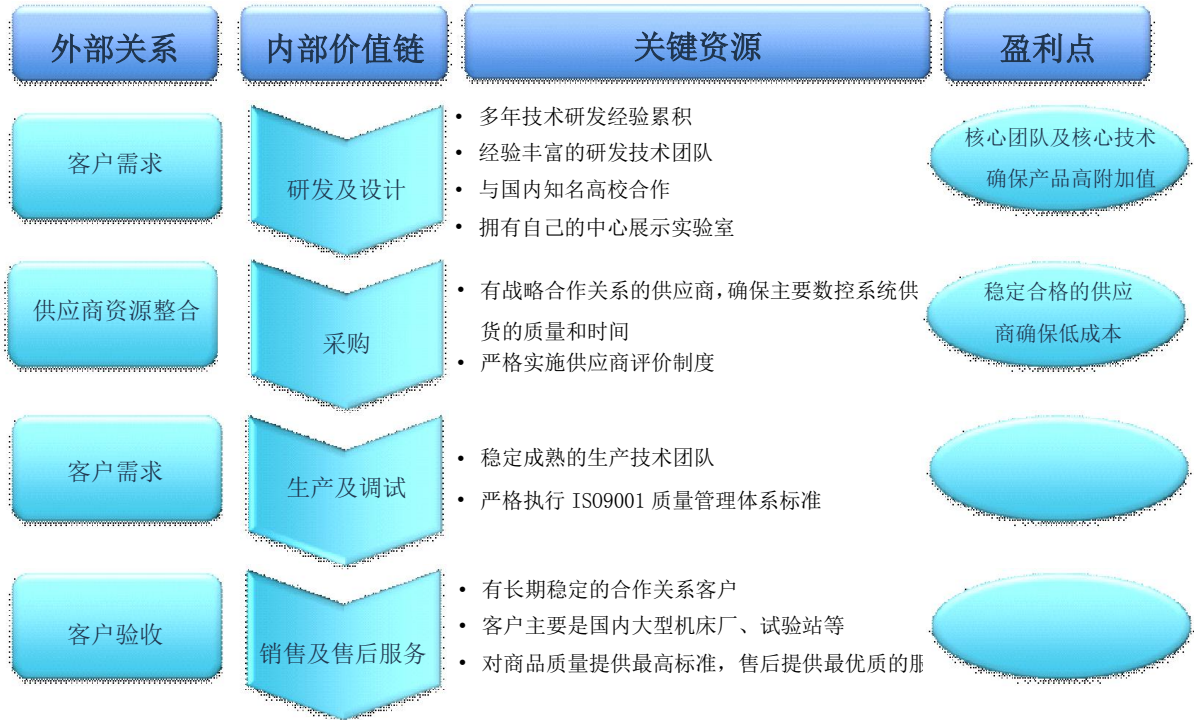 外部关系
内部价值链
关键资源
盈利点
客户需求
研发及设计
• 多年技术研发经验累积
• 经验丰富的研发技术团队
• 与国内知名高校合作
• 拥有自己的中心展示实验室
核心团队及核心技术
确保产品高附加值
供应商资源整合
采购
• 有战略合作关系的供应商,确保主要数控系统供
货的质量和时间
• 严格实施供应商评价制度
稳定合格的供应
商确保低成本
客户需求
生产及调试
• 稳定成熟的生产技术团队
• 严格执行 ISO9001 质量管理体系标准
客户验收
销售及售后服务
• 有长期稳定的合作关系客户
• 客户主要是国内大型机床厂、试验站等
• 对商品质量提供最高标准，售后提供最优质的